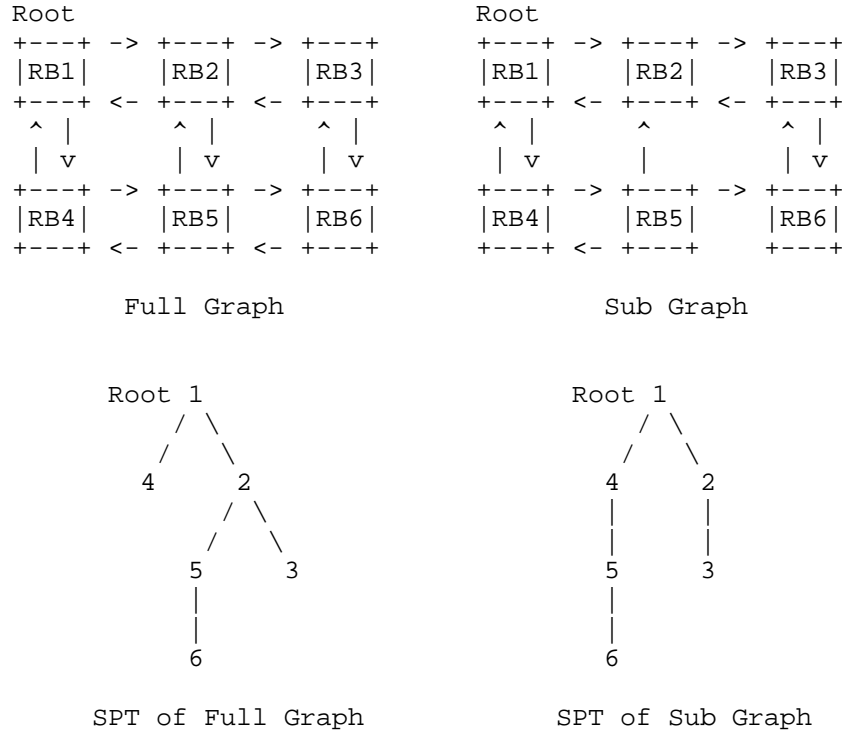 Root                                   Root
+---+ -> +---+ -> +---+      +---+ -> +---+ -> +---+
|RB1|    |RB2|    |RB3|      |RB1|    |RB2|    |RB3|
+---+ <- +---+ <- +---+      +---+ <- +---+ <- +---+
 ^ |      ^ |      ^ |        ^ |      ^        ^ |
 | v      | v      | v        | v      |        | v
+---+ -> +---+ -> +---+      +---+ -> +---+ -> +---+
|RB4|    |RB5|    |RB6|      |RB4|    |RB5|    |RB6|
+---+ <- +---+ <- +---+      +---+ <- +---+    +---+
Full Graph                             Sub Graph
Root 1                                 Root 1
/ \                                    / \
/ \                                    / \
4 2                                    4 2
/ \                                    | |
/ \                                    | |
5 3                                    5 3
|                                      |
|                                      |
6                                      6
SPT of Full Graph                      SPT of Sub Graph